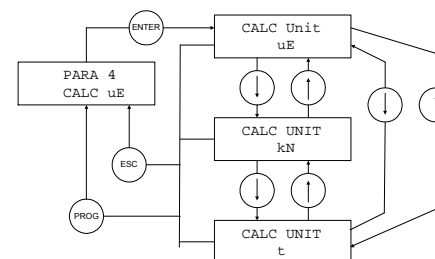 ENTER
CALC Unit
uE
PARA 4
CALC uE
CALC UNIT
kN
ESC
PROG
CALC UNIT
t